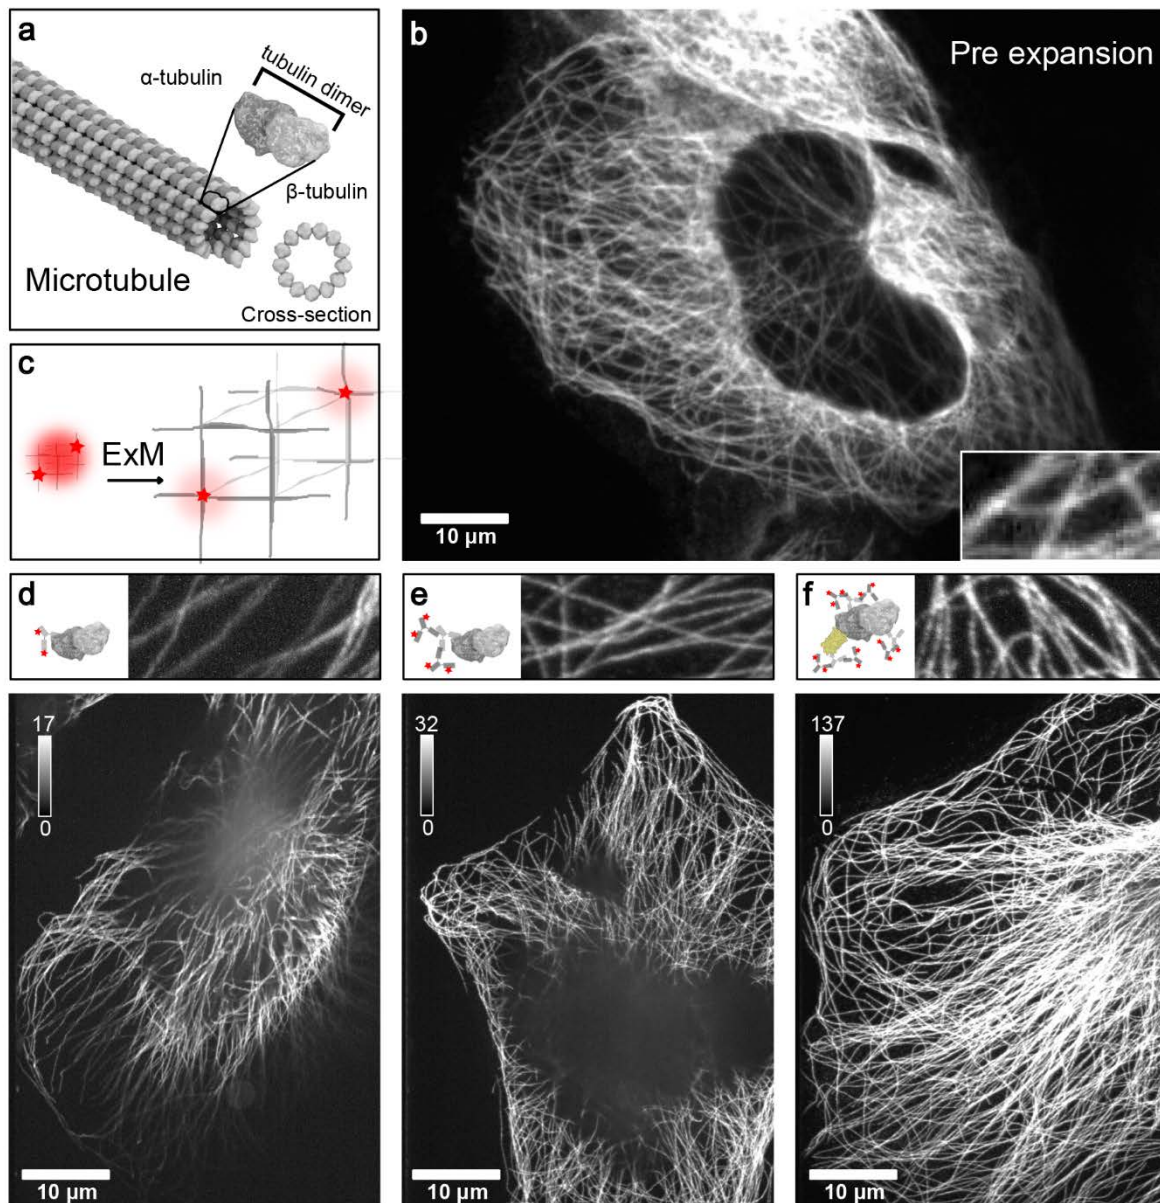 a
tubulin dimer
α-tubulin
β-tubulin
Microtubule
Cross-section
b
Pre expansion
10 μm
c
ExM
d
e
f
17
0
10 μm
32
0
10 μm
137
0
10 μm